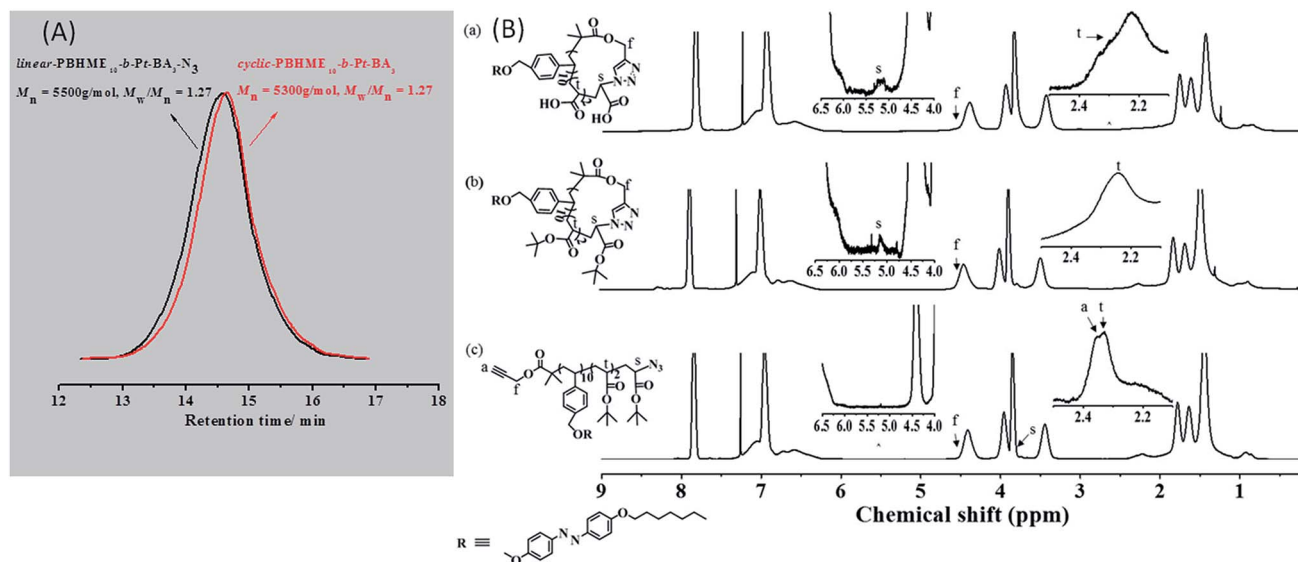 (A)
linear-PBHME₁₀-b-Pt-BA₃-N₃
Mn = 5500g/mol, Mw/Mn = 1.27
cyclic-PBHME₁₀-b-Pt-BA₃
Mn = 5300g/mol, Mw/Mn = 1.27
12 13 14 15 16 17 18
Retention time/ min
(a) (B)
O
O
f
RO
10
t
2
s
N
N
N
HO
O
O
HO
s
6.5 6.0 5.5 5.0 4.5 4.0
f
t
2.4 2.2
(b)
O
O
f
RO
10
t
2
s
N
N
N
O
O
O
O
s
6.5 6.0 5.5 5.0 4.5 4.0
f
t
2.4 2.2
(c)
a
f
O
O
10
t
2
s
N₃
O
O
O
O
OR
6.5 6.0 5.5 5.0 4.5 4.0
f
s
a t
2.4 2.2
9 8 7 6 5 4 3 2 1
Chemical shift (ppm)
R ≡
O
N
N
O